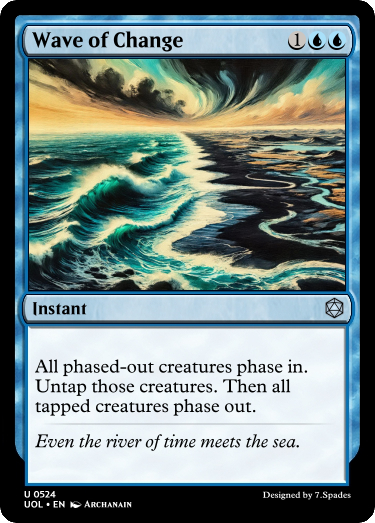 Wave of Change 1
Instant
All phased-out creatures phase in.
Untap those creatures. Then all
tapped creatures phase out.
Even the river of time meets the sea.
U 0524
UOL • EN Archanain
Designed by 7.Spades